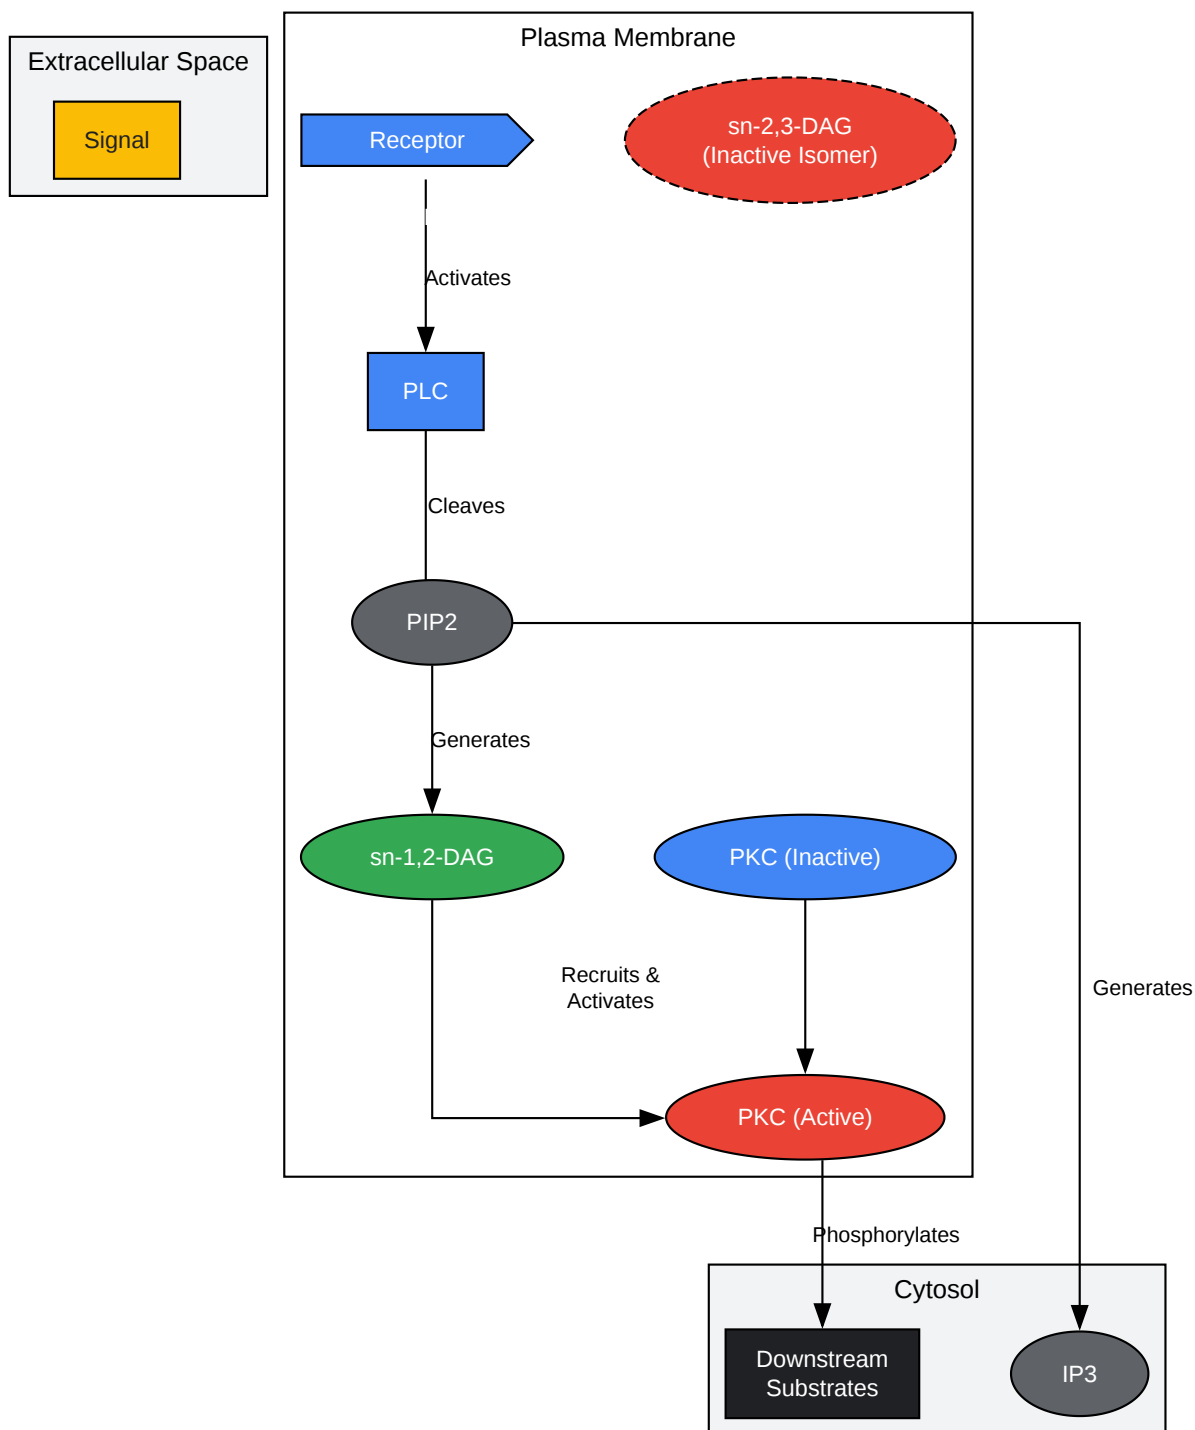 Plasma Membrane
Extracellular Space
Signal
Receptor
sn-2,3-DAG
(Inactive Isomer)
Activates
PLC
Cleaves
PIP2
Generates
sn-1,2-DAG
PKC (Inactive)
Recruits &
Activates
Generates
PKC (Active)
Phosphorylates
Cytosol
Downstream
Substrates
IP3